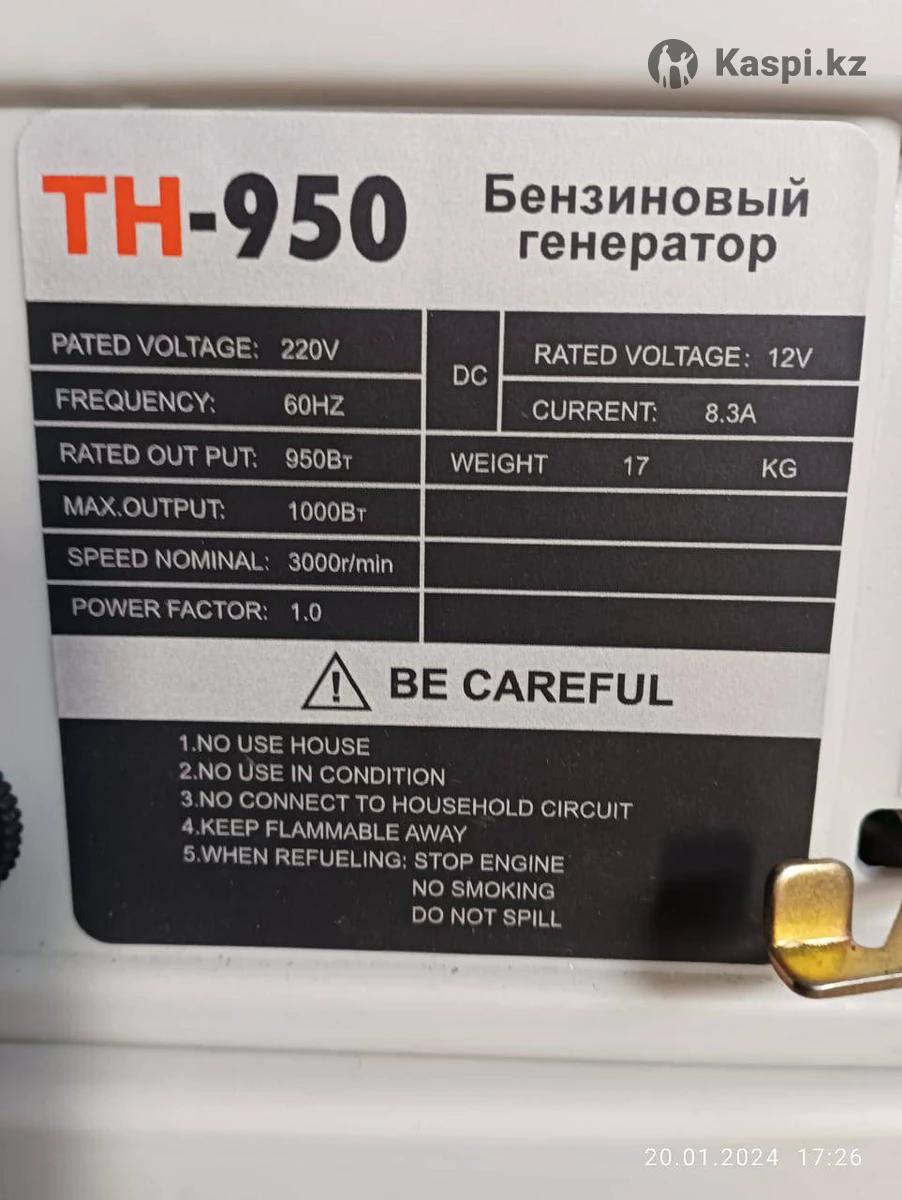 Kaspi.kz
TH-950
Бензиновый
генератор
PATED VOLTAGE: 220V
FREQUENCY: 60HZ
RATED OUT PUT: 950Вт
MAX.OUTPUT: 1000Вт
SPEED NOMINAL: 3000r/min
POWER FACTOR: 1.0
DC
RATED VOLTAGE: 12V
CURRENT: 8.3A
WEIGHT 17 KG
BE CAREFUL
1.NO USE HOUSE
2.NO USE IN CONDITION
3.NO CONNECT TO HOUSEHOLD CIRCUIT
4.KEEP FLAMMABLE AWAY
5.WHEN REFUELING: STOP ENGINE
NO SMOKING
DO NOT SPILL
20.01.2024 17:26